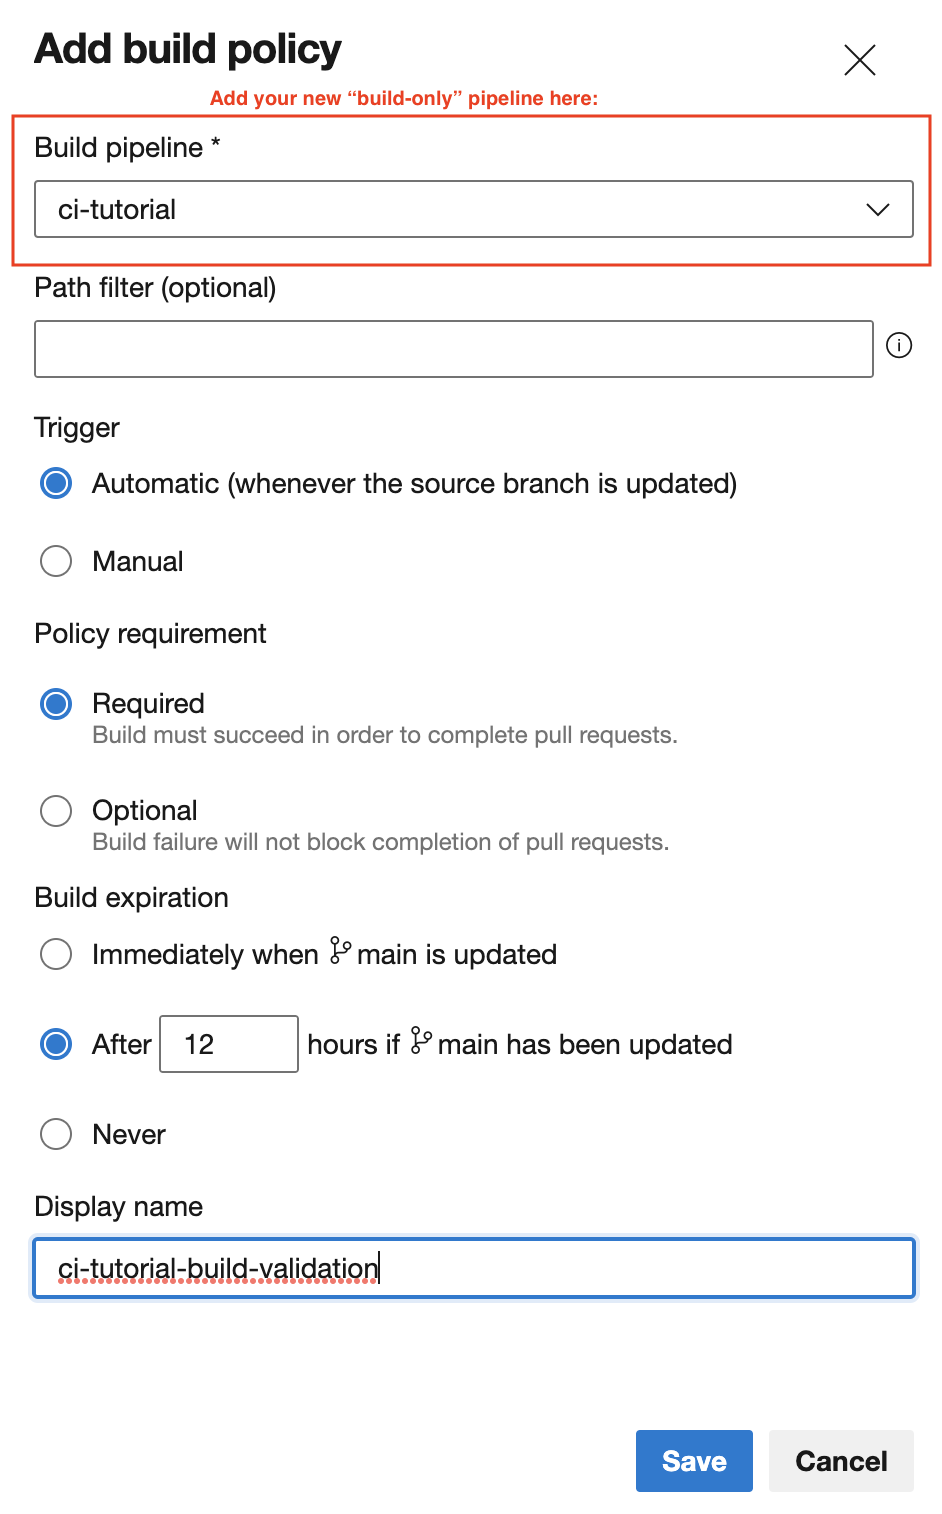 Add build policy
Add your new “build-only” pipeline here:
Build pipeline *
ci-tutorial
Path filter (optional)
Trigger
Automatic (whenever the source branch is updated)
Manual
Policy requirement
Required
Build must succeed in order to complete pull requests.
Optional
Build failure will not block completion of pull requests.
Build expiration
Immediately when main is updated
After 12 hours if main has been updated
Never
Display name
ci-tutorial-build-validation
Save Cancel